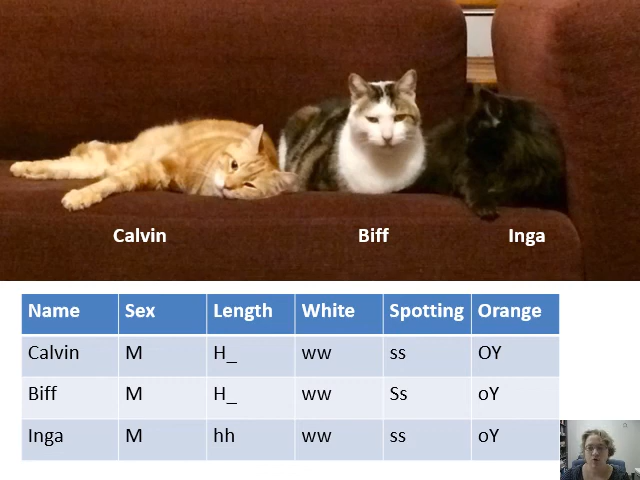 Calvin Biff Inga
Name Sex Length White Spotting Orange
Calvin M H_ ww ss OY
Biff M H_ ww Ss oY
Inga M hh ww ss oY